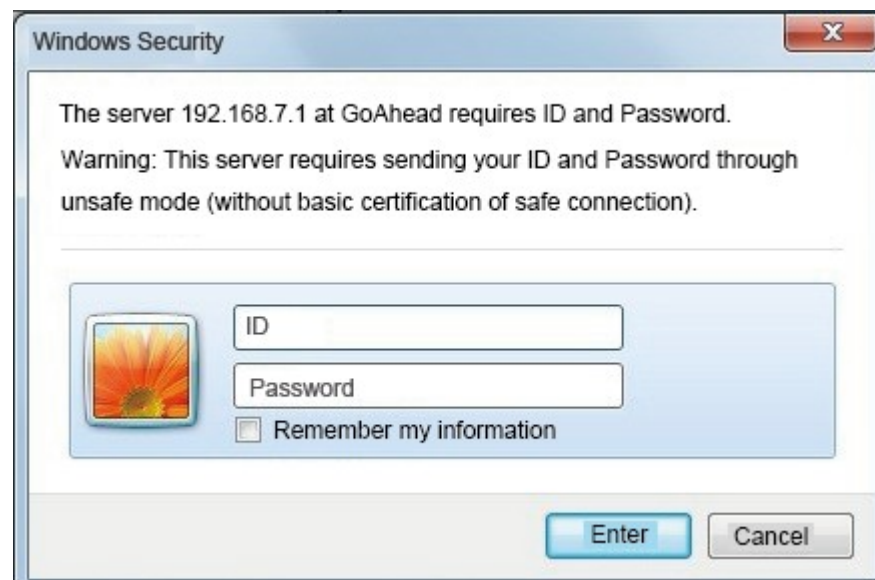 Windows Security
The server 192.168.7.1 at GoAhead requires ID and Password.
Warning: This server requires sending your ID and Password through
unsafe mode (without basic certification of safe connection).
ID
Password
Remember my information
Enter
Cancel